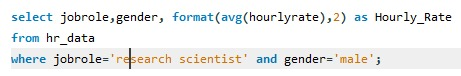 select jobrole,gender, format(avg(hourlyrate),2) as Hourly_Rate
from hr_data
where jobrole='research scientist' and gender='male';